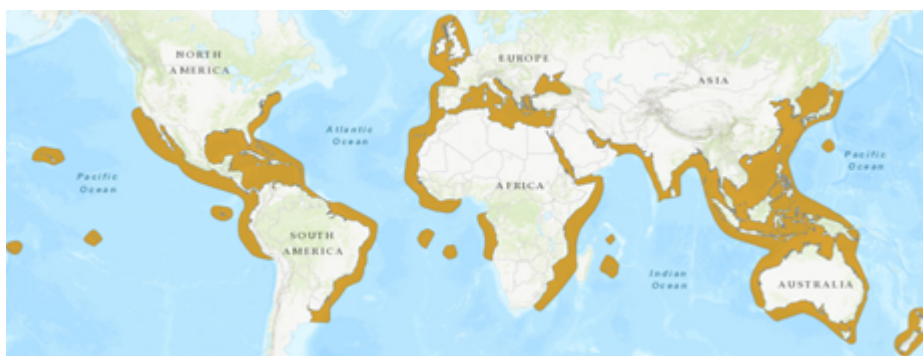 NORTH
AMERICA
EUROPE
ASIA
Atlantic
Ocean
Pacific
Ocean
Pacific
Ocean
AFRICA
SOUTH
AMERICA
Indian
Ocean
AUSTRALIA